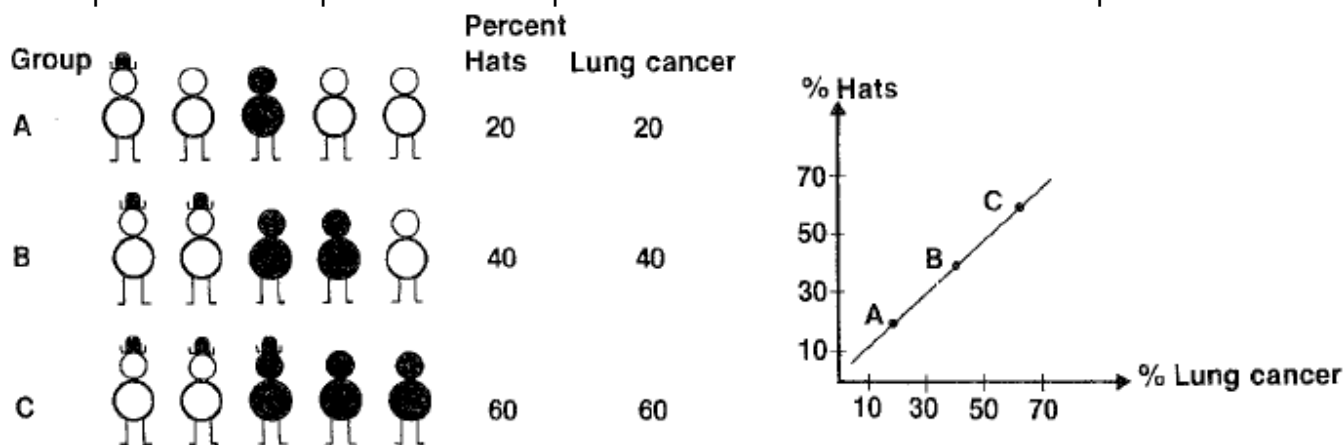 Percent
Group Hats Lung cancer
A 20 20
B 40 40
C 60 60
% Hats
70
50
30
10
A
B
C
10 30 50 70
% Lung cancer